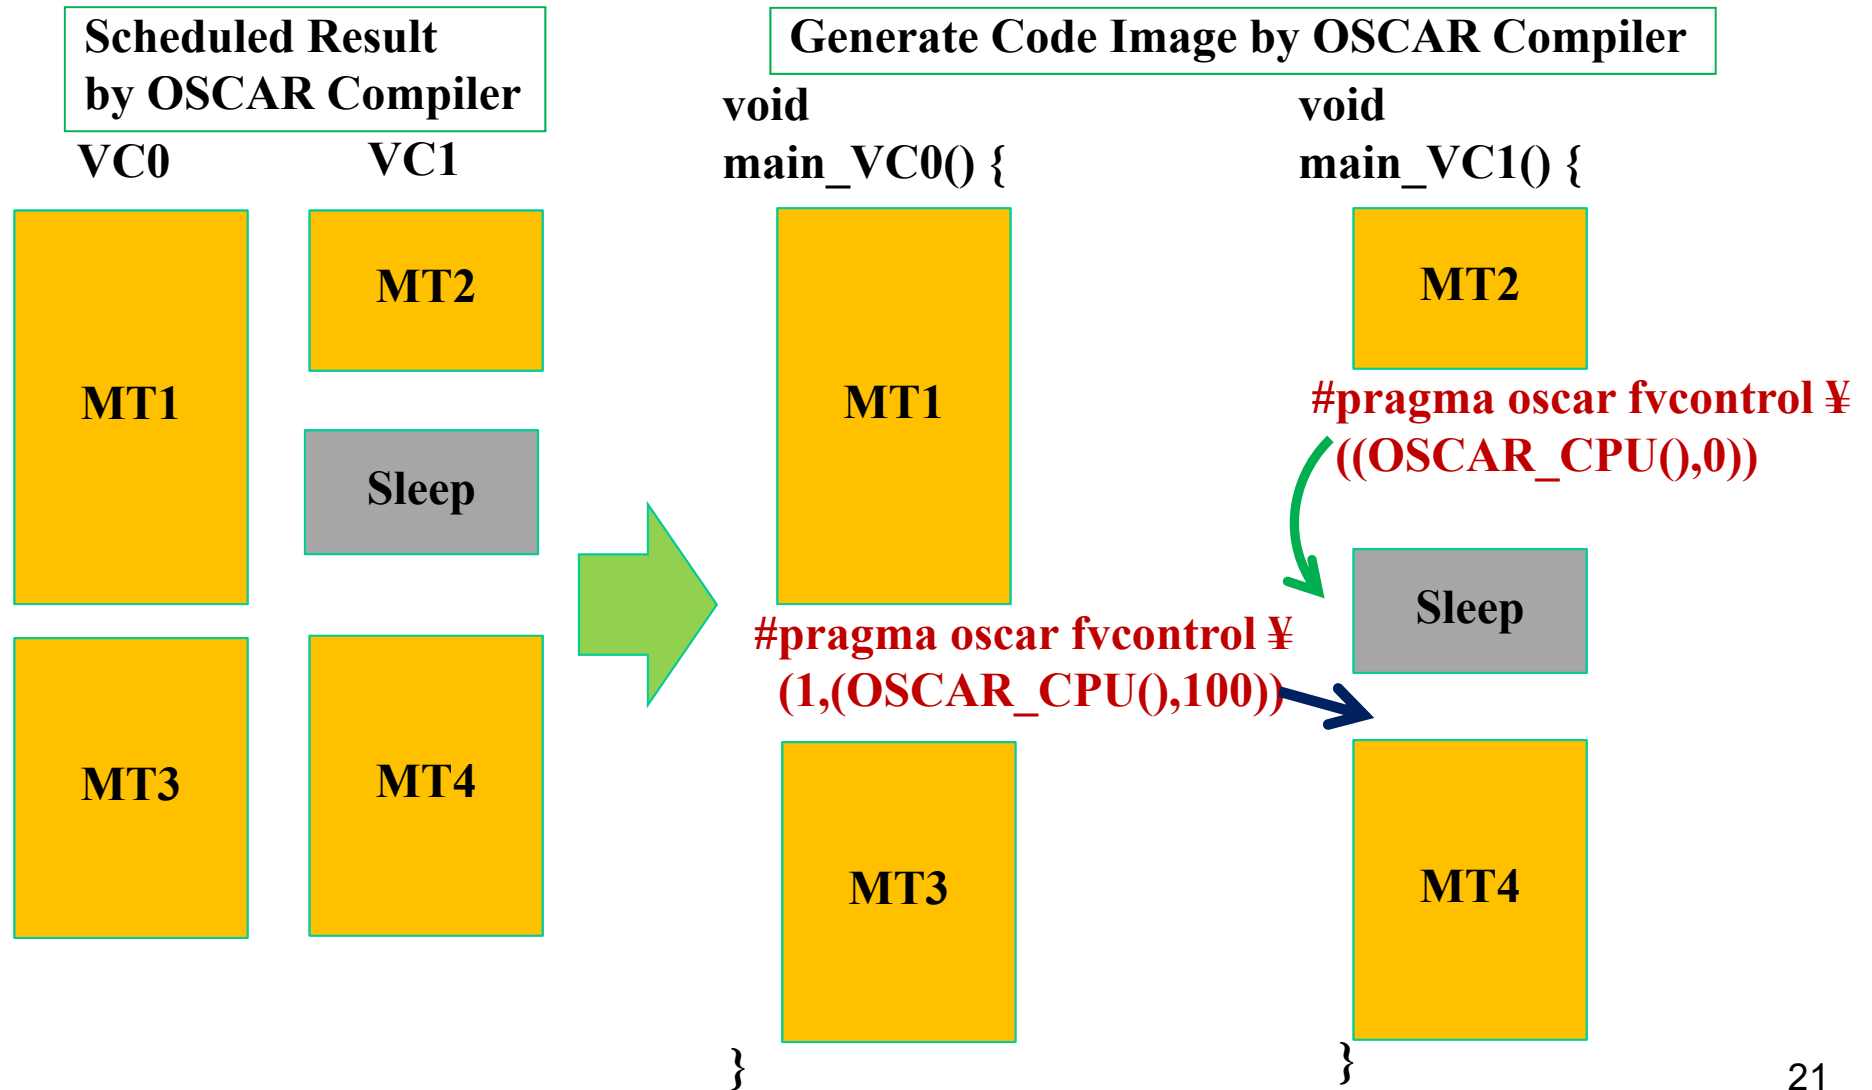 Scheduled Result
by OSCAR Compiler
VC0
VC1
MT1
MT2
Sleep
MT3
MT4
Generate Code Image by OSCAR Compiler
void
main_VC0() {
MT1
#pragma oscar fvcontrol ¥
(1,(OSCAR_CPU(),100))
MT3
}
void
main_VC1() {
MT2
#pragma oscar fvcontrol ¥
((OSCAR_CPU(),0))
Sleep
MT4
}
21